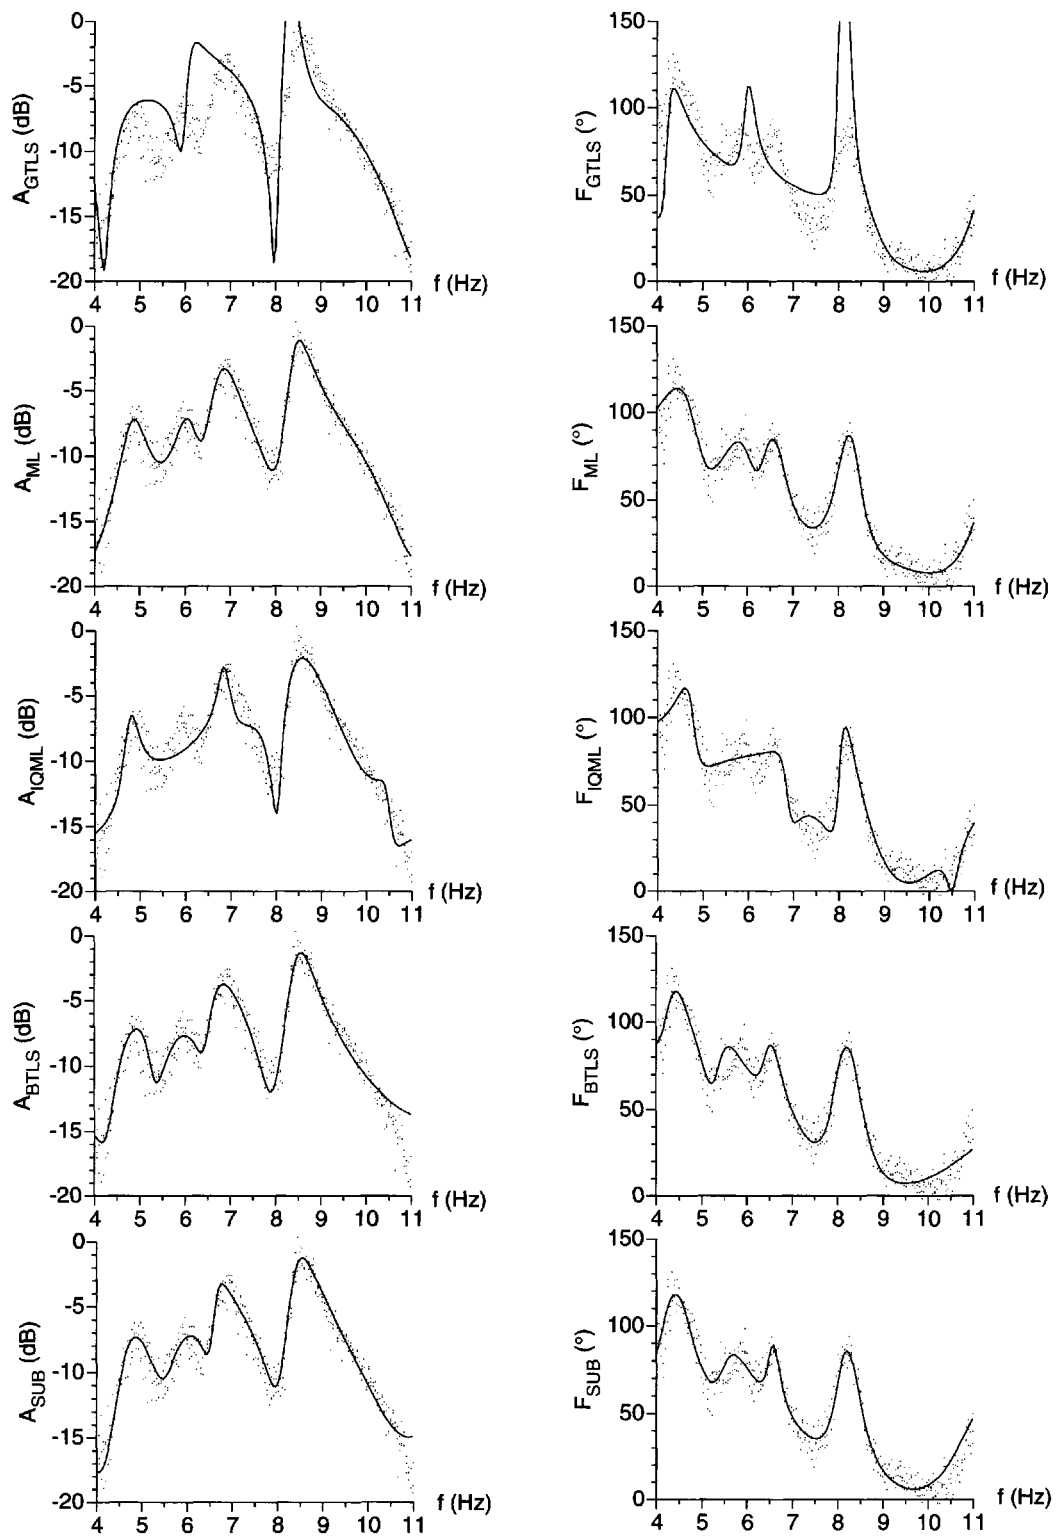 0
-5
-10
-15
-20
A_GTLS (dB)
4 5 6 7 8 9 10 11
f (Hz)
150
100
50
0
F_GTLS (°)
4 5 6 7 8 9 10 11
f (Hz)
0
-5
-10
-15
-20
A_ML (dB)
4 5 6 7 8 9 10 11
f (Hz)
150
100
50
0
F_ML (°)
4 5 6 7 8 9 10 11
f (Hz)
0
-5
-10
-15
-20
A_IQML (dB)
4 5 6 7 8 9 10 11
f (Hz)
150
100
50
0
F_IQML (°)
4 5 6 7 8 9 10 11
f (Hz)
0
-5
-10
-15
-20
A_BTLS (dB)
4 5 6 7 8 9 10 11
f (Hz)
150
100
50
0
F_BTLS (°)
4 5 6 7 8 9 10 11
f (Hz)
0
-5
-10
-15
-20
A_SUB (dB)
4 5 6 7 8 9 10 11
f (Hz)
150
100
50
0
F_SUB (°)
4 5 6 7 8 9 10 11
f (Hz)